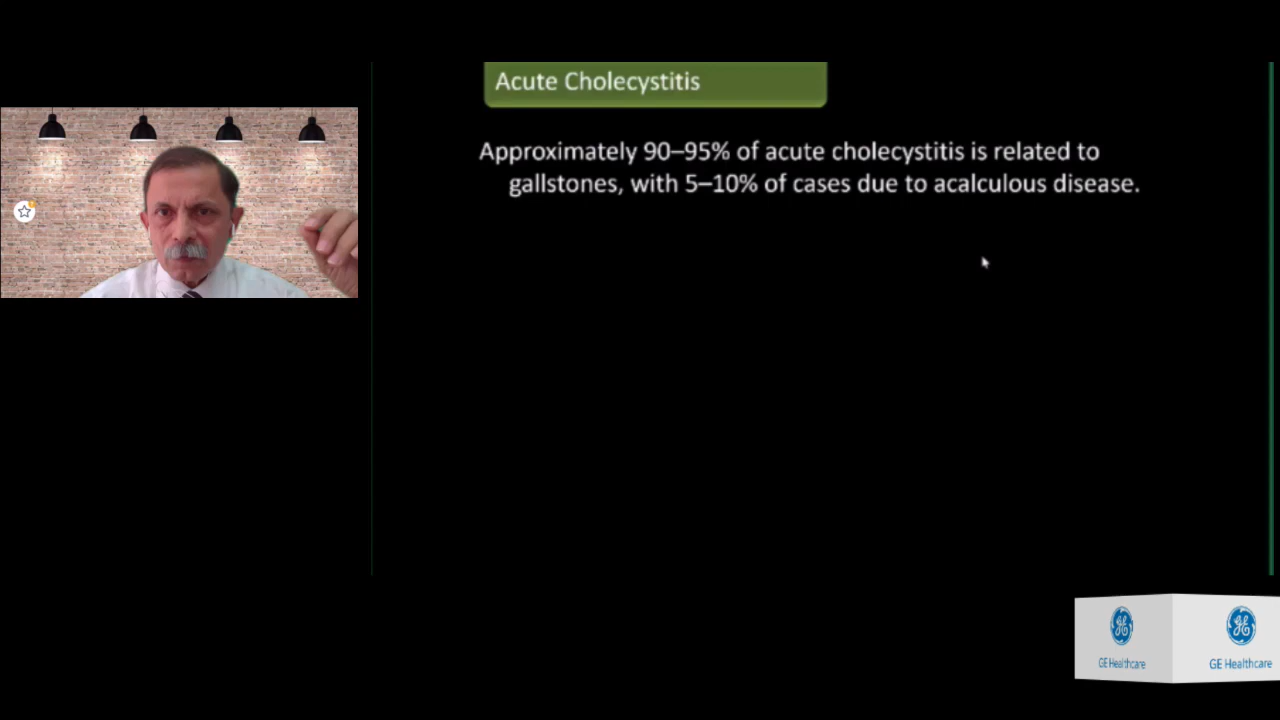 Acute Cholecystitis
Approximately 90–95% of acute cholecystitis is related to
gallstones, with 5–10% of cases due to acalculous disease.
GE Healthcare
GE Healthcare